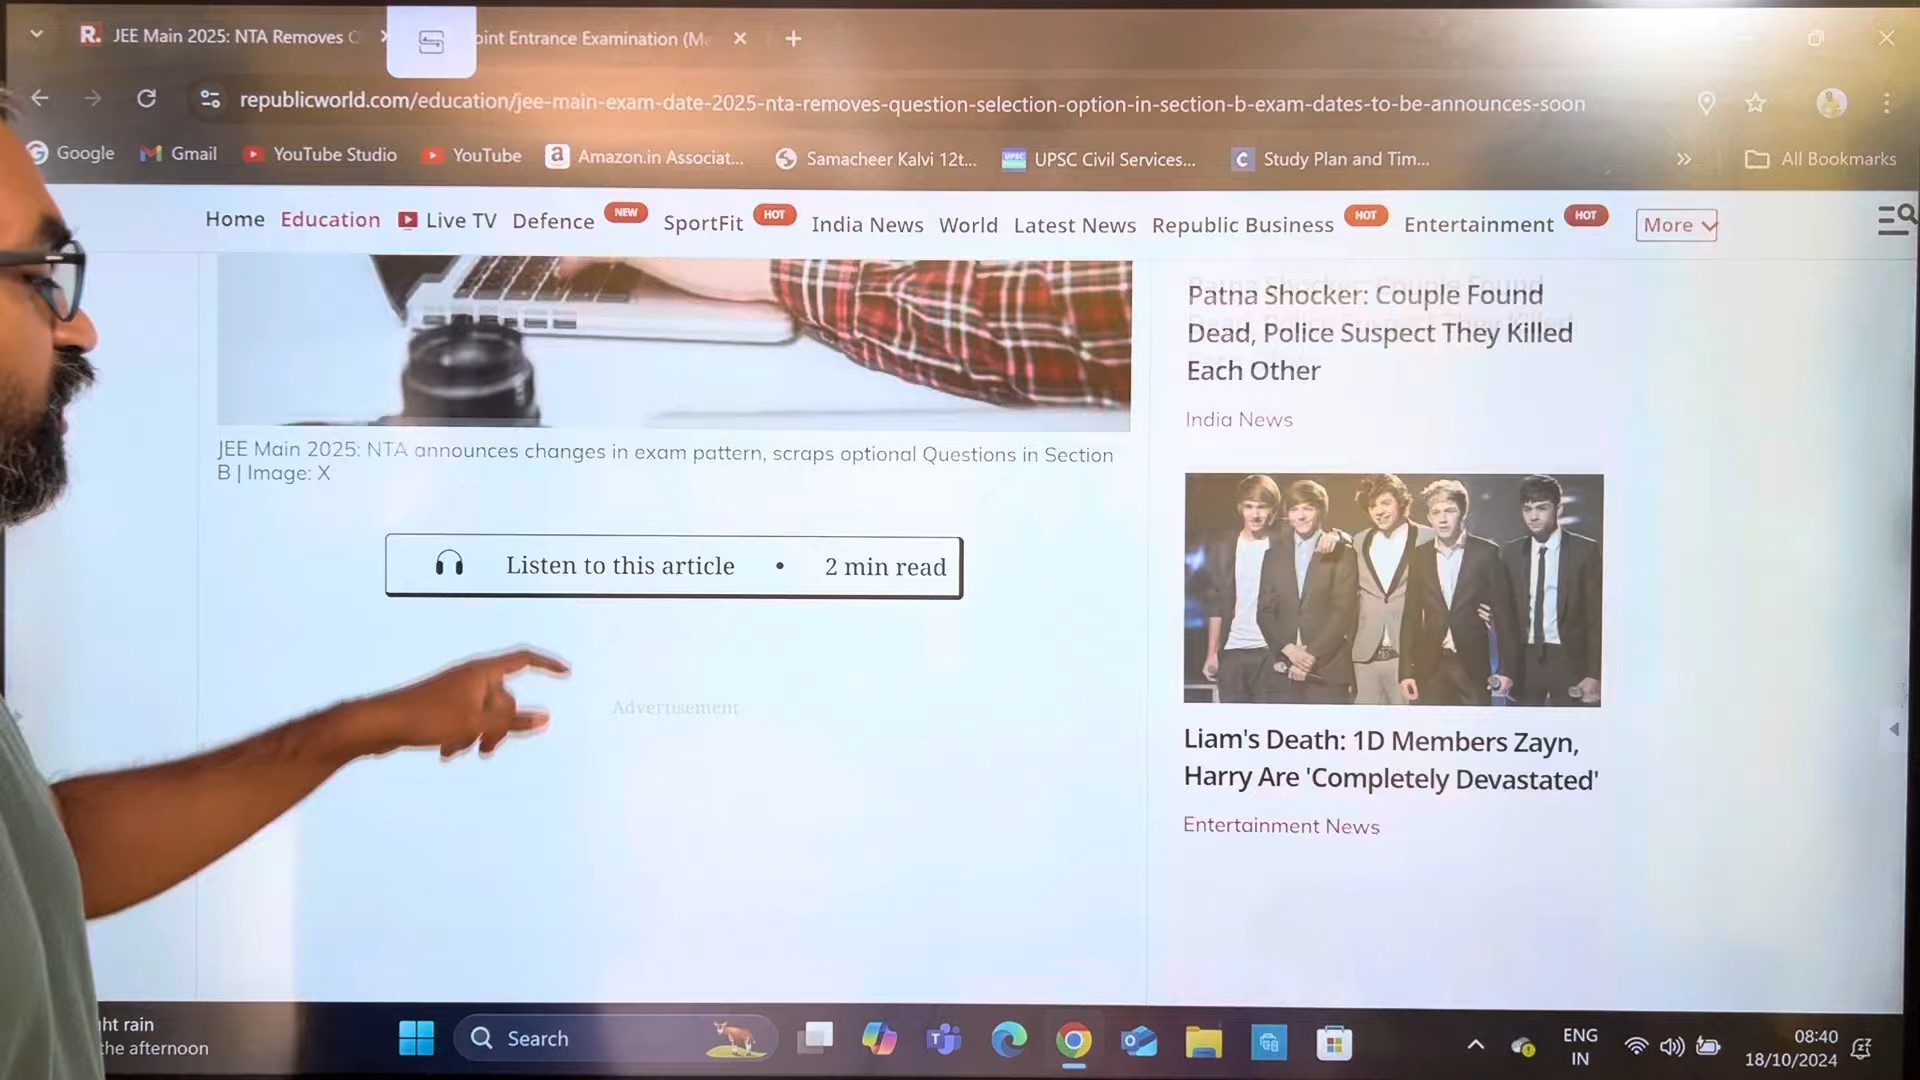 R. JEE Main 2025: NTA Removes
oint Entrance Examination (M
republicworld.com/education/jee-main-exam-date-2025-nta-removes-question-selection-option-in-section-b-exam-dates-to-be-announces-soon
Google Gmail YouTube Studio YouTube Amazon.in Associat... Samacheer Kalvi 12t... UPSC UPSC Civil Services... C Study Plan and Tim... All Bookmarks
Home Education Live TV Defence NEW SportFit HOT India News World Latest News Republic Business HOT Entertainment HOT More
JEE Main 2025: NTA announces changes in exam pattern, scraps optional Questions in Section
B | Image: X
Listen to this article • 2 min read
Advertisement
Patna Shocker: Couple Found
Dead, Police Suspect They Killed
Each Other
India News
Liam's Death: 1D Members Zayn,
Harry Are 'Completely Devastated'
Entertainment News
ht rain
the afternoon
Search
ENG
IN
08:40
18/10/2024